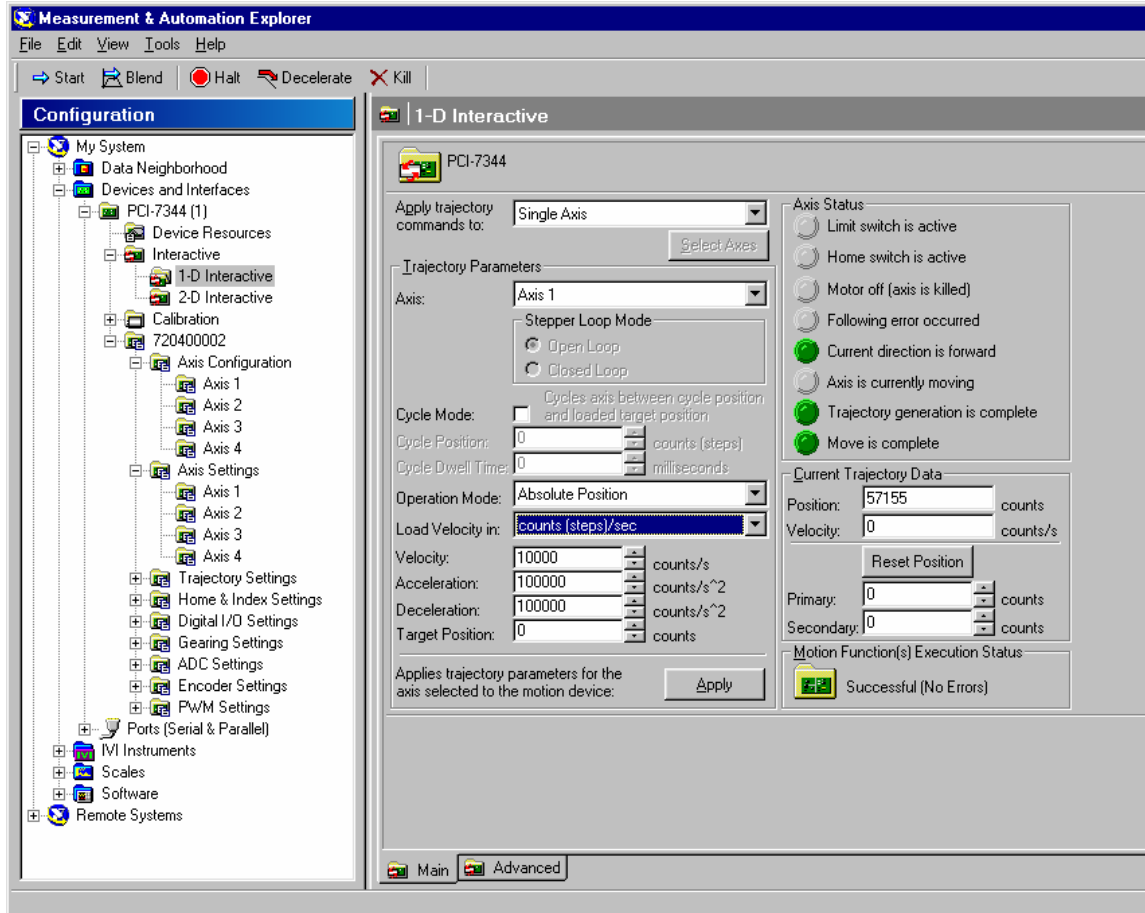 Measurement & Automation Explorer
File Edit View Tools Help
Start Blend Halt Decelerate Kill
Configuration
My System
Data Neighborhood
Devices and Interfaces
PCI-7344 (1)
Device Resources
Interactive
1-D Interactive
2-D Interactive
Calibration
720400002
Axis Configuration
Axis 1
Axis 2
Axis 3
Axis 4
Axis Settings
Axis 1
Axis 2
Axis 3
Axis 4
Trajectory Settings
Home & Index Settings
Digital I/O Settings
Gearing Settings
ADC Settings
Encoder Settings
PWM Settings
Ports (Serial & Parallel)
IVI Instruments
Scales
Software
Remote Systems
1-D Interactive
PCI-7344
Apply trajectory
commands to:
Single Axis
Select Axes
Trajectory Parameters
Axis: Axis 1
Stepper Loop Mode
Open Loop
Closed Loop
Cycle Mode:
Cycles axis between cycle position
and loaded target position
Cycle Position: 0 counts (steps)
Cycle Dwell Time: 0 milliseconds
Operation Mode: Absolute Position
Load Velocity in: counts (steps)/sec
Velocity: 10000 counts/s
Acceleration: 100000 counts/s^2
Deceleration: 100000 counts/s^2
Target Position: 0 counts
Applies trajectory parameters for the
axis selected to the motion device:
Apply
Axis Status
Limit switch is active
Home switch is active
Motor off (axis is killed)
Following error occurred
Current direction is forward
Axis is currently moving
Trajectory generation is complete
Move is complete
Current Trajectory Data
Position: 57155 counts
Velocity: 0 counts/s
Reset Position
Primary: 0 counts
Secondary: 0 counts
Motion Function(s) Execution Status
Successful (No Errors)
Main Advanced